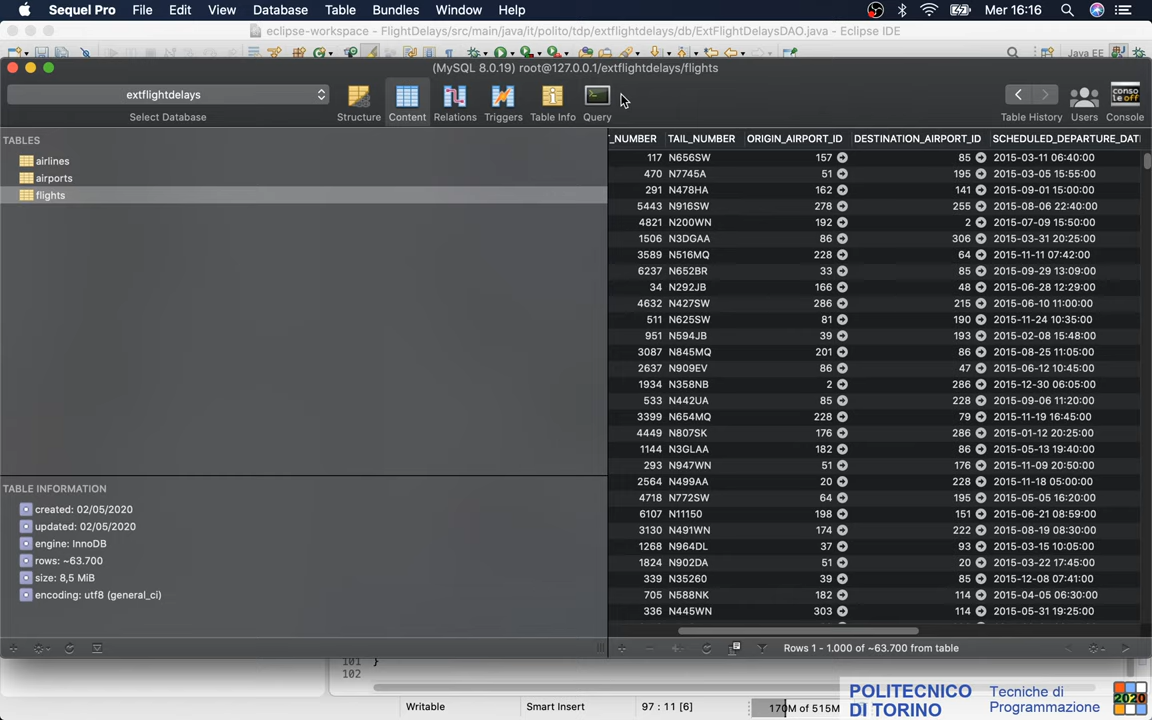 Sequel Pro File Edit View Database Table Bundles Window Help Mer 16:16
eclipse-workspace - FlightDelays/src/main/java/it/polito/tdp/extflightdelays/db/ExtFlightDelaysDAO.java - Eclipse IDE
Java EE
(MySQL 8.0.19) root@127.0.0.1/extflightdelays/flights
extflightdelays
Select Database Structure Content Relations Triggers Table Info Query Table History Users Console
conso
le off
TABLES
airlines
airports
flights
_NUMBER TAIL_NUMBER ORIGIN_AIRPORT_ID DESTINATION_AIRPORT_ID SCHEDULED_DEPARTURE_DATI
117 N656SW 157 85 2015-03-11 06:40:00
470 N7745A 51 195 2015-03-05 15:55:00
291 N478HA 162 141 2015-09-01 15:00:00
5443 N916SW 278 255 2015-08-06 22:40:00
4821 N200WN 192 2 2015-07-09 15:50:00
1506 N3DGAA 86 306 2015-03-31 20:25:00
3589 N516MQ 228 64 2015-11-11 07:42:00
6237 N652BR 33 85 2015-09-29 13:09:00
34 N292JB 166 48 2015-06-28 12:29:00
4632 N427SW 286 215 2015-06-10 11:00:00
511 N625SW 81 190 2015-11-24 10:35:00
951 N594JB 39 193 2015-02-08 15:48:00
3087 N845MQ 201 86 2015-08-25 11:05:00
2637 N909EV 86 47 2015-06-12 10:45:00
1934 N358NB 2 286 2015-12-30 06:05:00
533 N442UA 85 228 2015-09-06 11:20:00
3399 N654MQ 228 79 2015-11-19 16:45:00
4449 N807SK 176 286 2015-01-12 20:25:00
1144 N3GLAA 182 86 2015-05-13 19:40:00
293 N947WN 51 176 2015-11-09 20:50:00
2564 N499AA 20 228 2015-11-18 05:00:00
4718 N772SW 64 195 2015-05-05 16:20:00
6107 N11150 198 151 2015-06-21 08:59:00
3130 N491WN 174 222 2015-08-19 08:30:00
1268 N964DL 37 93 2015-03-15 10:05:00
1824 N902DA 51 20 2015-03-22 17:45:00
339 N35260 39 85 2015-12-08 07:41:00
705 N588NK 182 114 2015-04-05 06:30:00
336 N445WN 303 114 2015-05-31 19:25:00
TABLE INFORMATION
created: 02/05/2020
updated: 02/05/2020
engine: InnoDB
rows: ~63.700
size: 8,5 MiB
encoding: utf8 (general_ci)
Rows 1 - 1.000 of ~63.700 from table
101 }
102
Writable Smart Insert 97 : 11 [6] 170M of 515M
POLITECNICO
DI TORINO
Tecniche di
Programmazione
2020